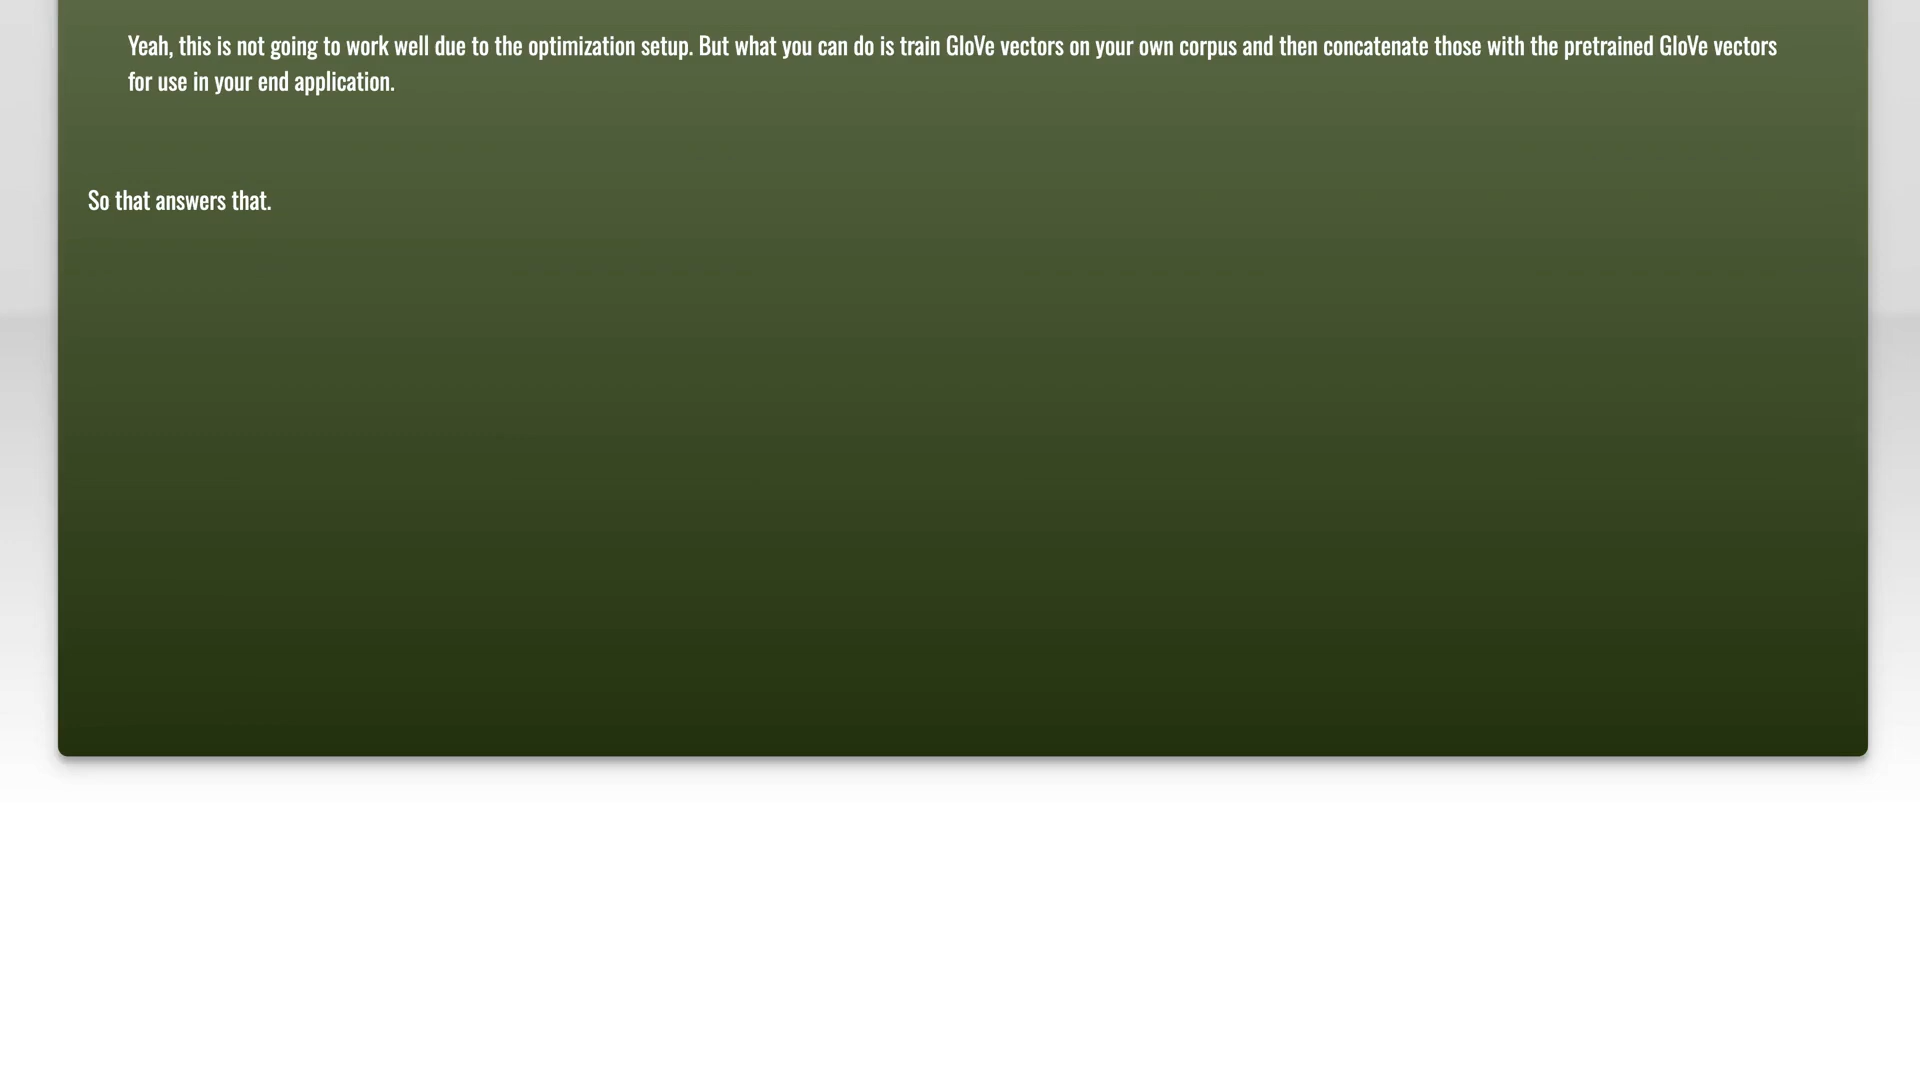 Yeah, this is not going to work well due to the optimization setup. But what you can do is train GloVe vectors on your own corpus and then concatenate those with the pretrained GloVe vectors
for use in your end application.
So that answers that.